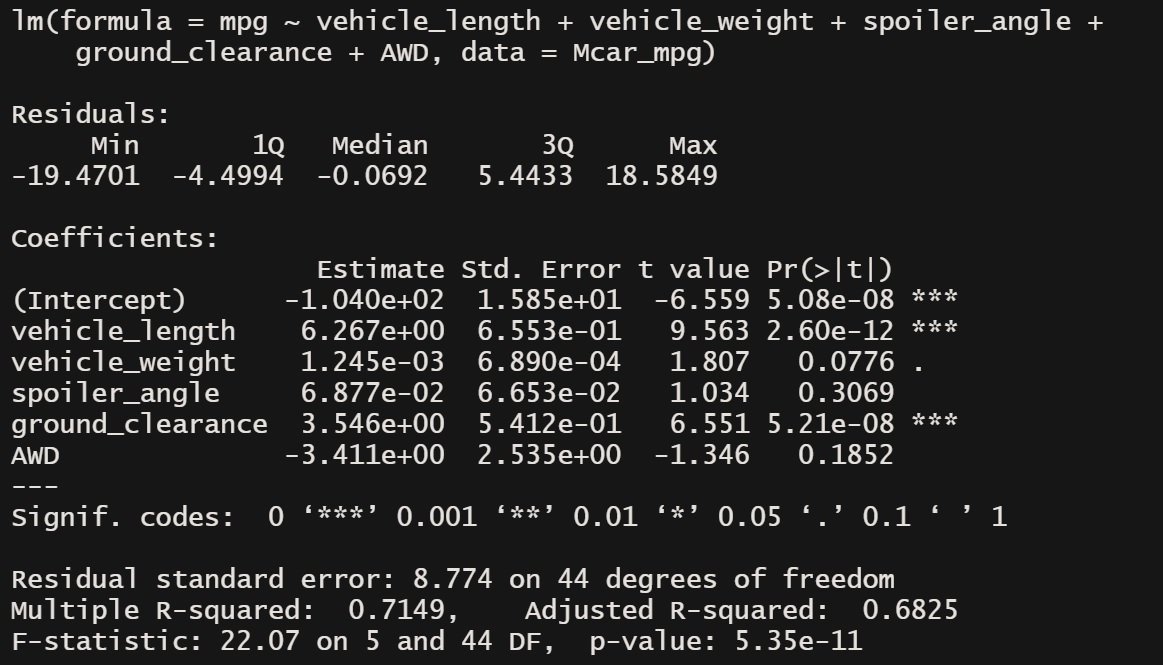 lm(formula = mpg ~ vehicle_length + vehicle_weight + spoiler_angle +
    ground_clearance + AWD, data = Mcar_mpg)
Residuals:
     Min       1Q   Median       3Q      Max
-19.4701  -4.4994  -0.0692   5.4433  18.5849
Coefficients:
                   Estimate Std. Error t value Pr(>|t|)
(Intercept)      -1.040e+02  1.585e+01  -6.559 5.08e-08 ***
vehicle_length    6.267e+00  6.553e-01   9.563 2.60e-12 ***
vehicle_weight    1.245e-03  6.890e-04   1.807   0.0776 .
spoiler_angle     6.877e-02  6.653e-02   1.034   0.3069
ground_clearance  3.546e+00  5.412e-01   6.551 5.21e-08 ***
AWD              -3.411e+00  2.535e+00  -1.346   0.1852
---
Signif. codes:  0 ‘***’ 0.001 ‘**’ 0.01 ‘*’ 0.05 ‘.’ 0.1 ‘ ’ 1
Residual standard error: 8.774 on 44 degrees of freedom
Multiple R-squared:  0.7149,    Adjusted R-squared:  0.6825
F-statistic: 22.07 on 5 and 44 DF,  p-value: 5.35e-11